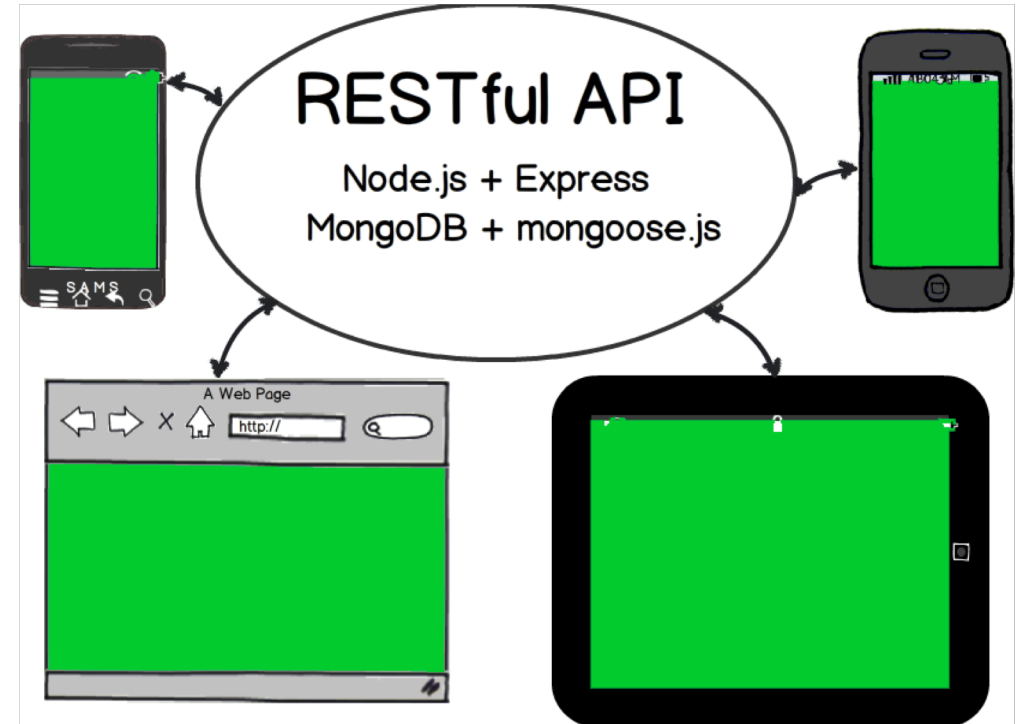 RESTful API
Node.js + Express
MongoDB + mongoose.js
SAMS
A Web Page
http://